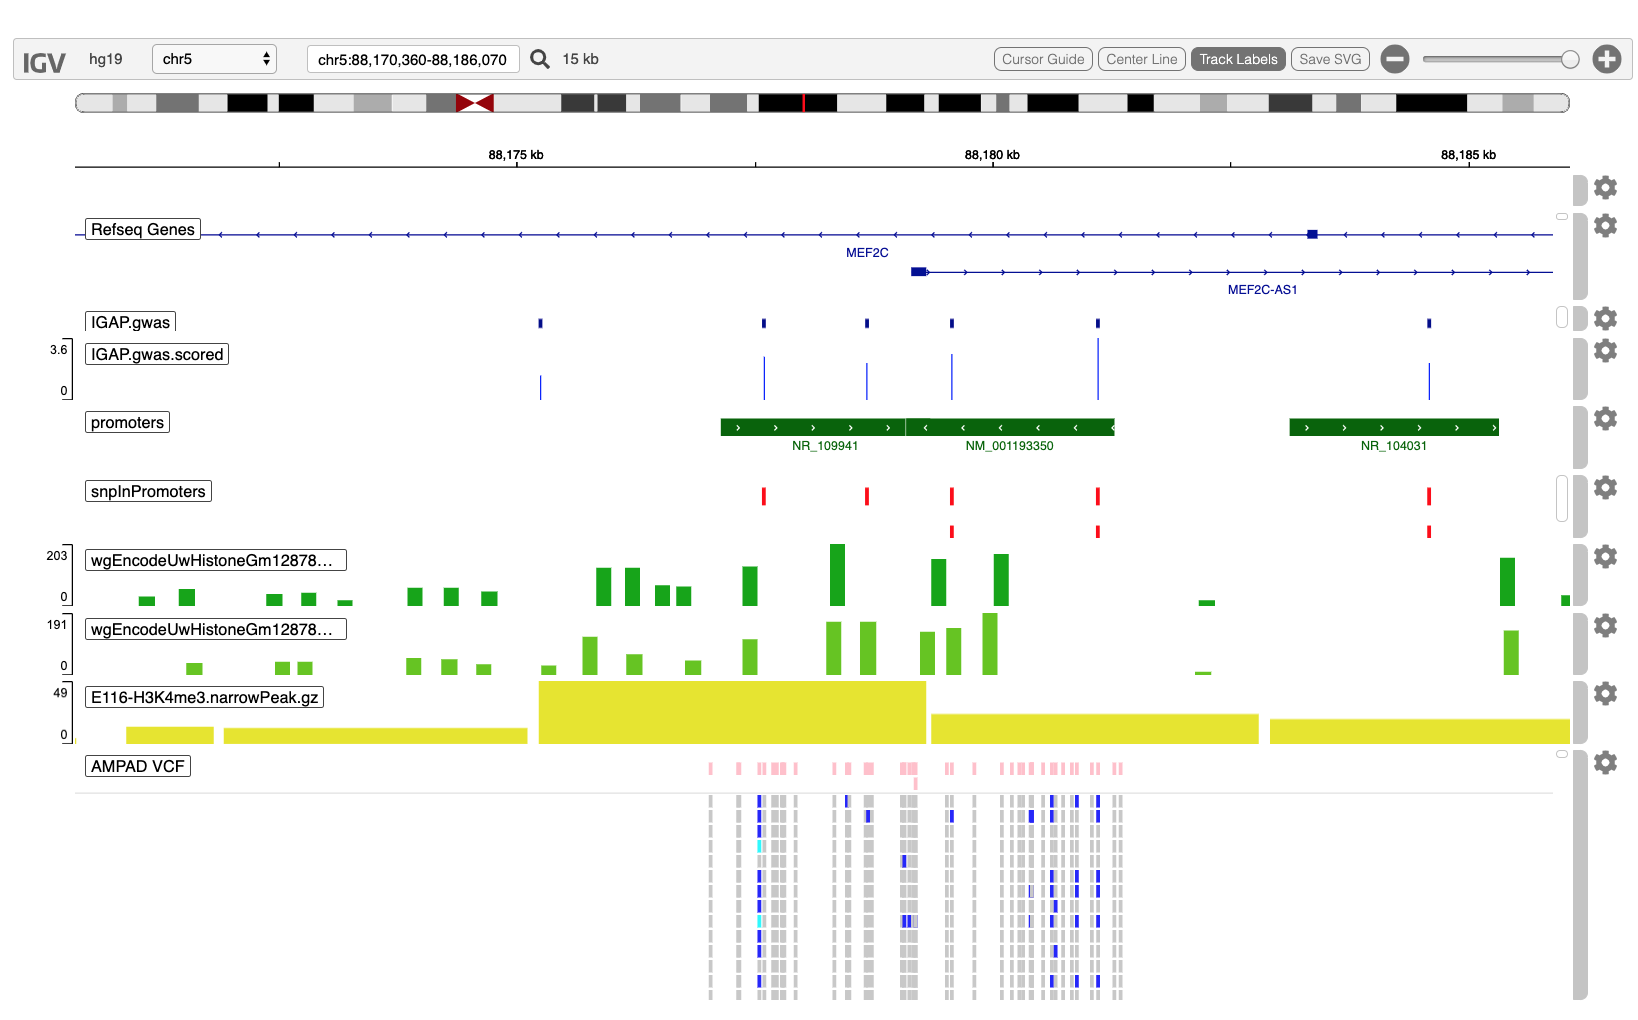 IGV hg19 chr5 chr5:88,170,360-88,186,070 15 kb Cursor Guide Center Line Track Labels Save SVG
88,175 kb 88,180 kb 88,185 kb
Refseq Genes
MEF2C
MEF2C-AS1
IGAP.gwas
3.6
IGAP.gwas.scored
0
promoters
NR_109941 NM_001193350 NR_104031
snpInPromoters
203
wgEncodeUwHistoneGm12878...
0
191
wgEncodeUwHistoneGm12878...
0
49
E116-H3K4me3.narrowPeak.gz
0
AMPAD VCF